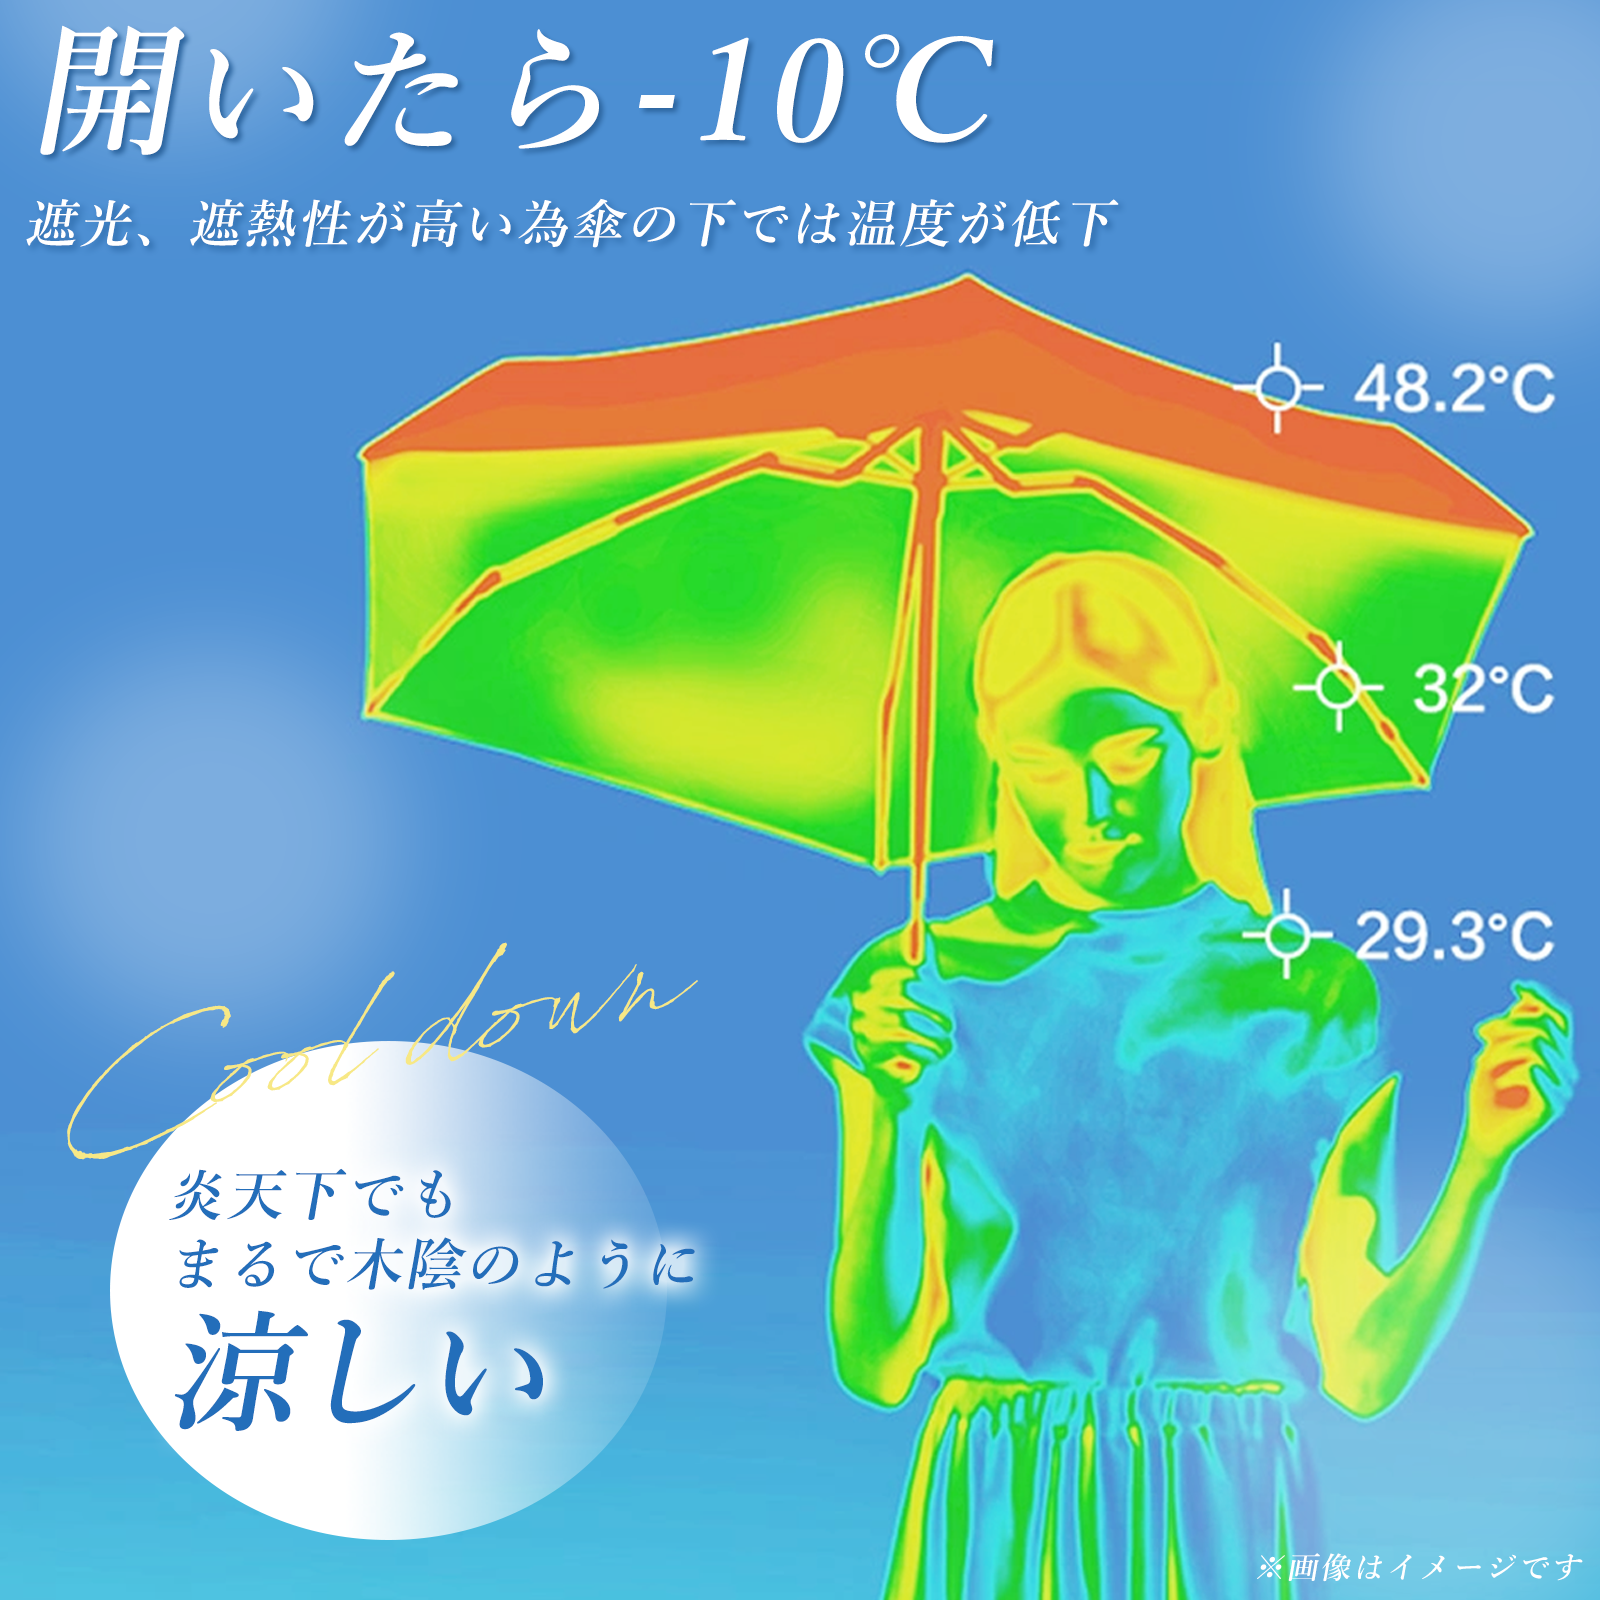 開いたら-10℃
遮光、遮熱性が高い為傘の下では温度が低下
48.2°C
32°C
29.3°C
Cool down
炎天下でも
まるで木陰のように
涼しい
※画像はイメージです